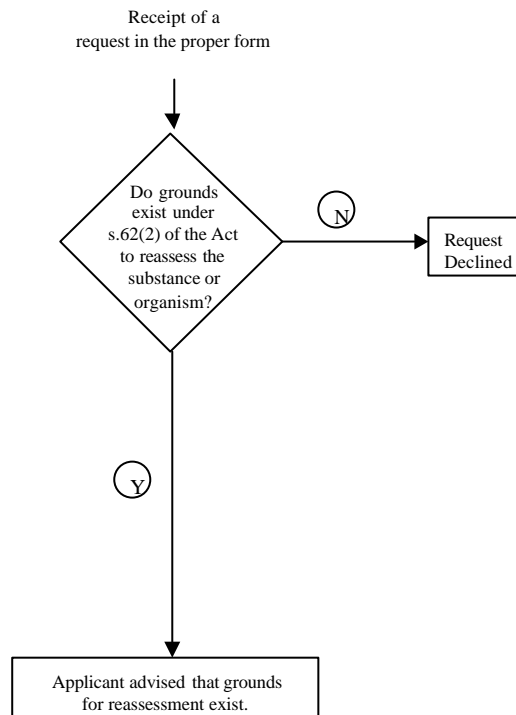 Receipt of a
request in the proper form
Do grounds
exist under
s.62(2) of the Act
to reassess the
substance or
organism?
N
Request
Declined
Y
Applicant advised that grounds
for reassessment exist.